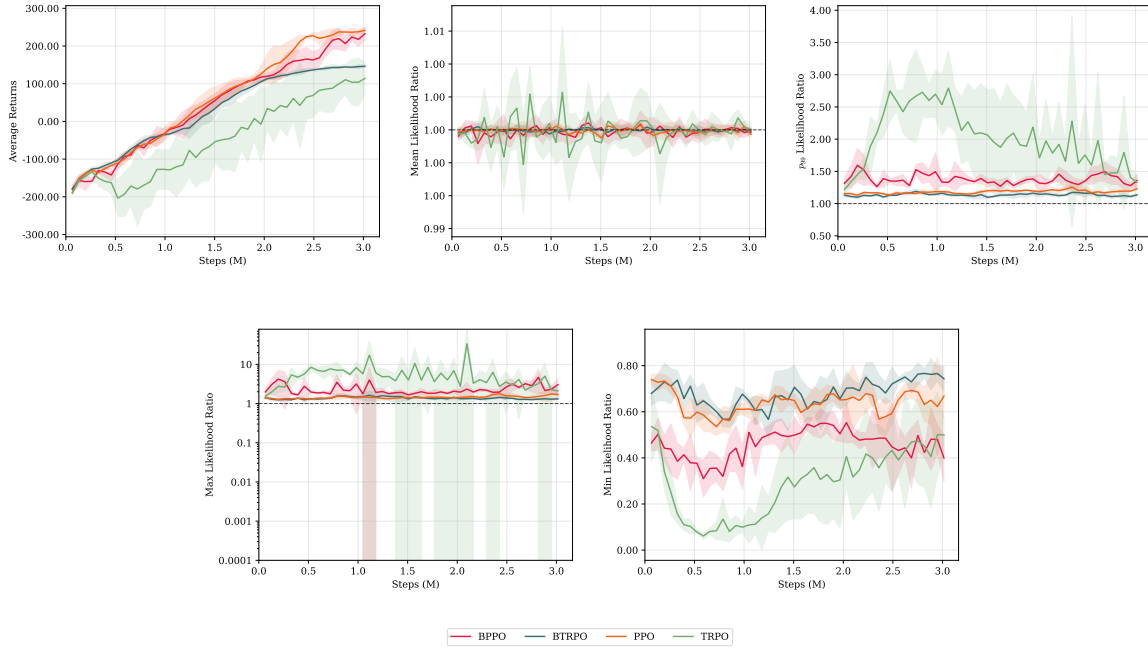 300.00
200.00
100.00
0.00
-100.00
-200.00
-300.00
Average Returns
0.0 0.5 1.0 1.5 2.0 2.5 3.0
Steps (M)
1.01
1.00
1.00
1.00
1.00
1.00
0.99
Mean Likelihood Ratio
0.0 0.5 1.0 1.5 2.0 2.5 3.0
Steps (M)
4.00
3.50
3.00
2.50
2.00
1.50
1.00
0.50
p99 Likelihood Ratio
0.0 0.5 1.0 1.5 2.0 2.5 3.0
Steps (M)
10
1
0.1
0.01
0.001
0.0001
Max Likelihood Ratio
0.0 0.5 1.0 1.5 2.0 2.5 3.0
Steps (M)
0.80
0.60
0.40
0.20
0.00
Min Likelihood Ratio
0.0 0.5 1.0 1.5 2.0 2.5 3.0
Steps (M)
BPPO BTRPO PPO TRPO